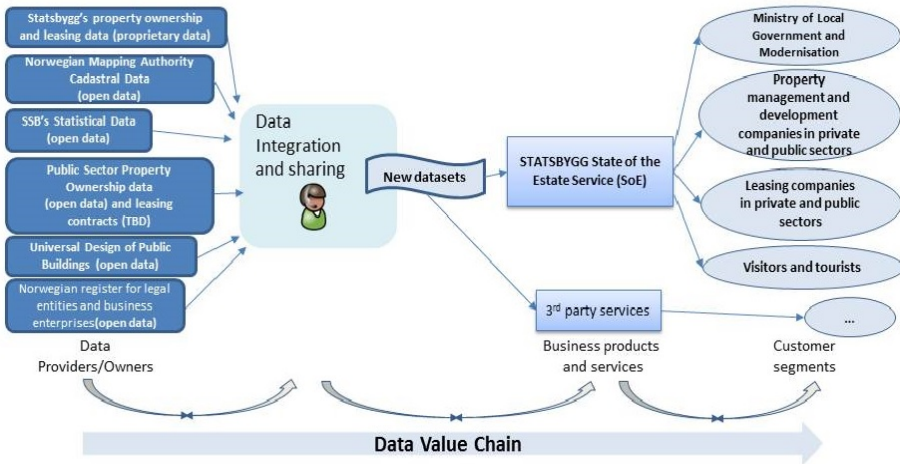 Statsbygg's property ownership
and leasing data (proprietary data)
Norwegian Mapping Authority
Cadastral Data
(open data)
SSB's Statistical Data
(open data)
Public Sector Property
Ownership data
(open data) and leasing
contracts (TBD)
Universal Design of Public
Buildings (open data)
Norwegian register for legal
entities and business
enterprises(open data)
Data
Providers/Owners
Data
Integration
and sharing
New datasets
STATSBYGG State of the
Estate Service (SoE)
3rd party services
Business products
and services
Ministry of Local
Government and
Modernisation
Property
management and
development
companies in private
and public sectors
Leasing companies
in private and public
sectors
Visitors and tourists
...
Customer
segments
Data Value Chain